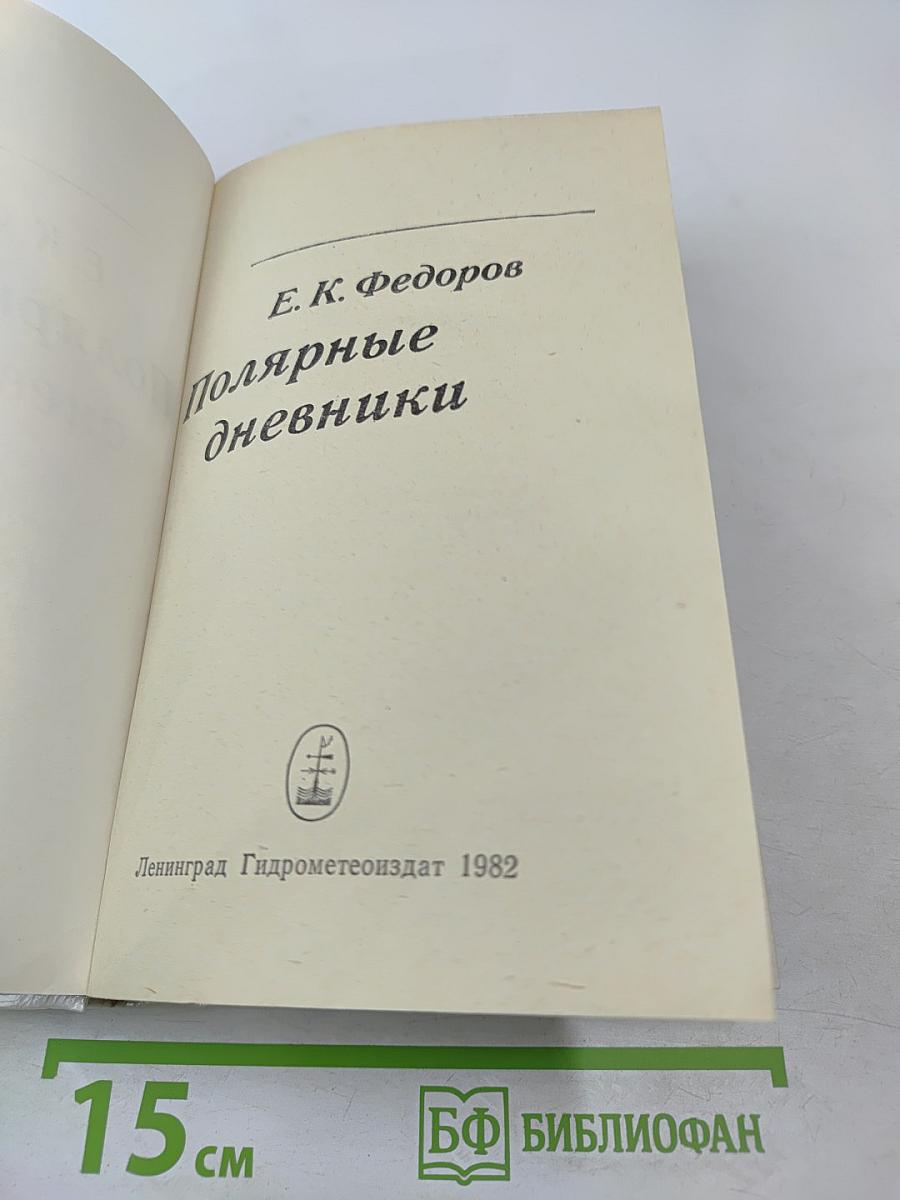 Е. К. Федоров
Полярные
дневники
Ленинград Гидрометеоиздат 1982
15 см
БФ БИБЛИОФАН